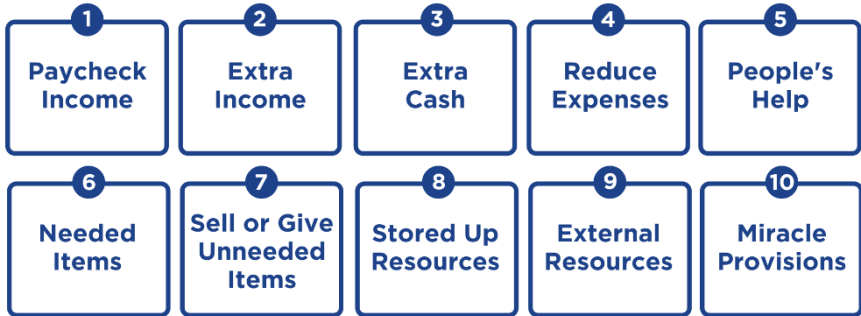 1
Paycheck
Income
2
Extra
Income
3
Extra
Cash
4
Reduce
Expenses
5
People's
Help
6
Needed
Items
7
Sell or Give
Unneeded
Items
8
Stored Up
Resources
9
External
Resources
10
Miracle
Provisions